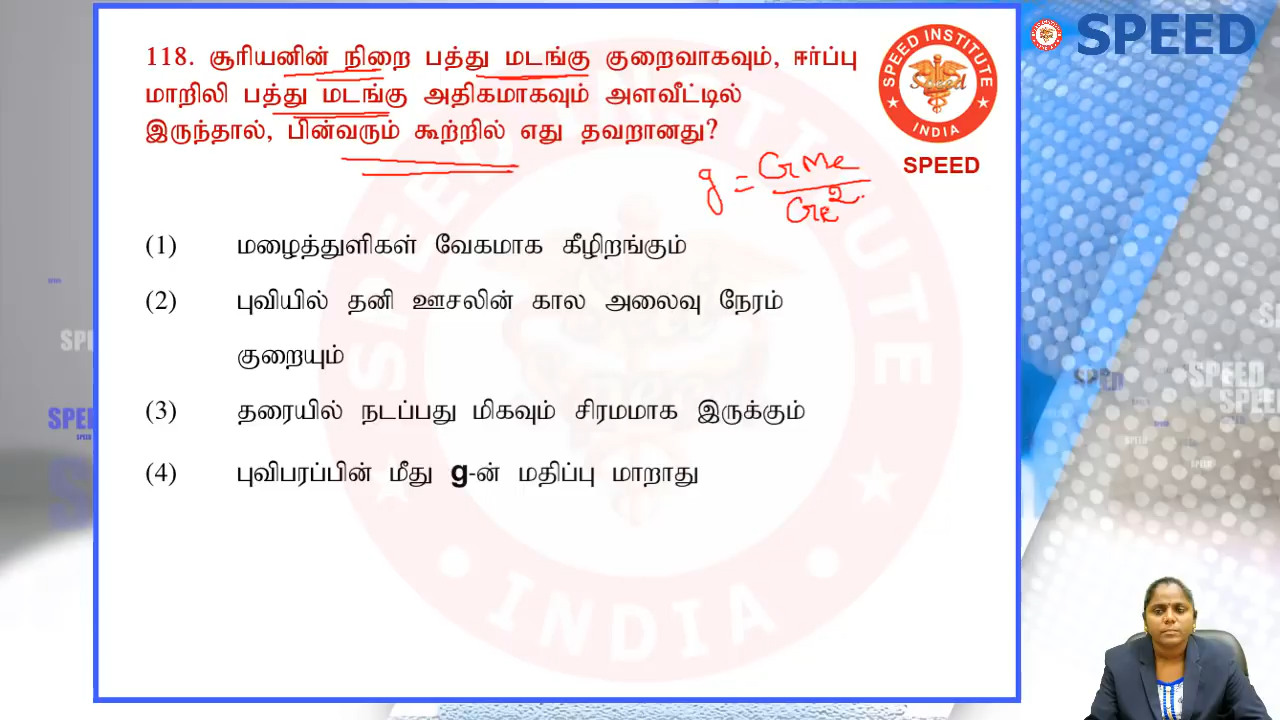 SPEED
118. சூரியனின் நிறை பத்து மடங்கு குறைவாகவும், ஈர்ப்பு
மாறிலி பத்து மடங்கு அதிகமாகவும் அளவீட்டில்
இருந்தால், பின்வரும் கூற்றில் எது தவறானது?
SPEED INSTITUTE
Speed
INDIA
SPEED
g = GMe
Re²
(1) மழைத்துளிகள் வேகமாக கீழிறங்கும்
(2) புவியில் தனி ஊசலின் கால அலைவு நேரம்
குறையும்
(3) தரையில் நடப்பது மிகவும் சிரமமாக இருக்கும்
(4) புவிபரப்பின் மீது g-ன் மதிப்பு மாறாது